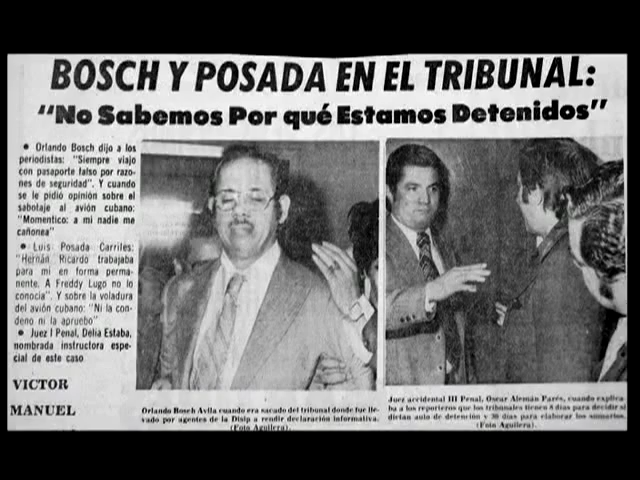 BOSCH Y POSADA EN EL TRIBUNAL:
"No Sabemos Por qué Estamos Detenidos"
● Orlando Bosch dijo a los
periodistas: "Siempre viajo
con pasaporte falso por razo-
nes de seguridad". Y cuando
se le pidió opinión sobre el
sabotaje al avión cubano:
"Momentico: a mi nadie me
cañonea"
● Luis Posada Carriles:
"Hernán Ricardo trabajaba
para mi en forma perma-
nente. A Freddy Lugo no lo
conocía". Y sobre la voladura
del avión cubano: "Ni la con-
deno ni la apruebo"
● Juez I Penal, Delia Estaba,
nombrada instructora espe-
cial de este caso
VICTOR
MANUEL
Orlando Bosch Avila cuando era sacado del tribunal donde fue lle-
vado por agentes de la Disip a rendir declaración informativa.
(Foto Aguilera)
Juez accidental III Penal, Oscar Alemán Parés, cuando explica-
ba a los reporteros que los tribunales tienen 8 días para decidir si
dictan auto de detención y 30 días para elaborar los sumarios.
(Foto Aguilera).